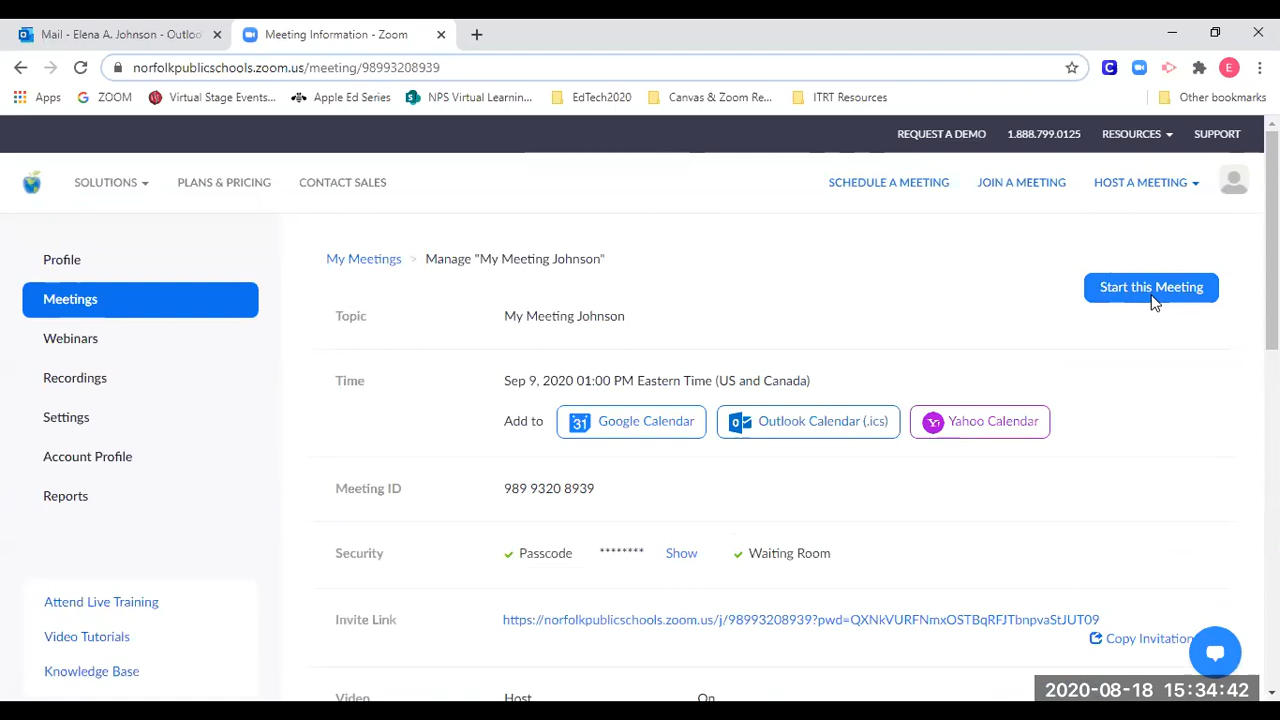 Mail - Elena A. Johnson - Outloo
Meeting Information - Zoom
norfolkpublicschools.zoom.us/meeting/98993208939
E
Apps
ZOOM
Virtual Stage Events...
Apple Ed Series
NPS Virtual Learnin...
EdTech2020
Canvas & Zoom Re...
ITRT Resources
Other bookmarks
REQUEST A DEMO 1.888.799.0125 RESOURCES SUPPORT
SOLUTIONS PLANS & PRICING CONTACT SALES SCHEDULE A MEETING JOIN A MEETING HOST A MEETING
Profile
Meetings
Webinars
Recordings
Settings
Account Profile
Reports
Attend Live Training
Video Tutorials
Knowledge Base
My Meetings > Manage "My Meeting Johnson"
Start this Meeting
Topic My Meeting Johnson
Time Sep 9, 2020 01:00 PM Eastern Time (US and Canada)
Add to 31 Google Calendar Outlook Calendar (.ics) Yahoo Calendar
Meeting ID 989 9320 8939
Security Passcode ******** Show Waiting Room
Invite Link https://norfolkpublicschools.zoom.us/j/98993208939?pwd=QXNkVURFNmxOSTBqRFJTbnpvaStJUT09
Copy Invitation
Video Host On
2020-08-18 15:34:42